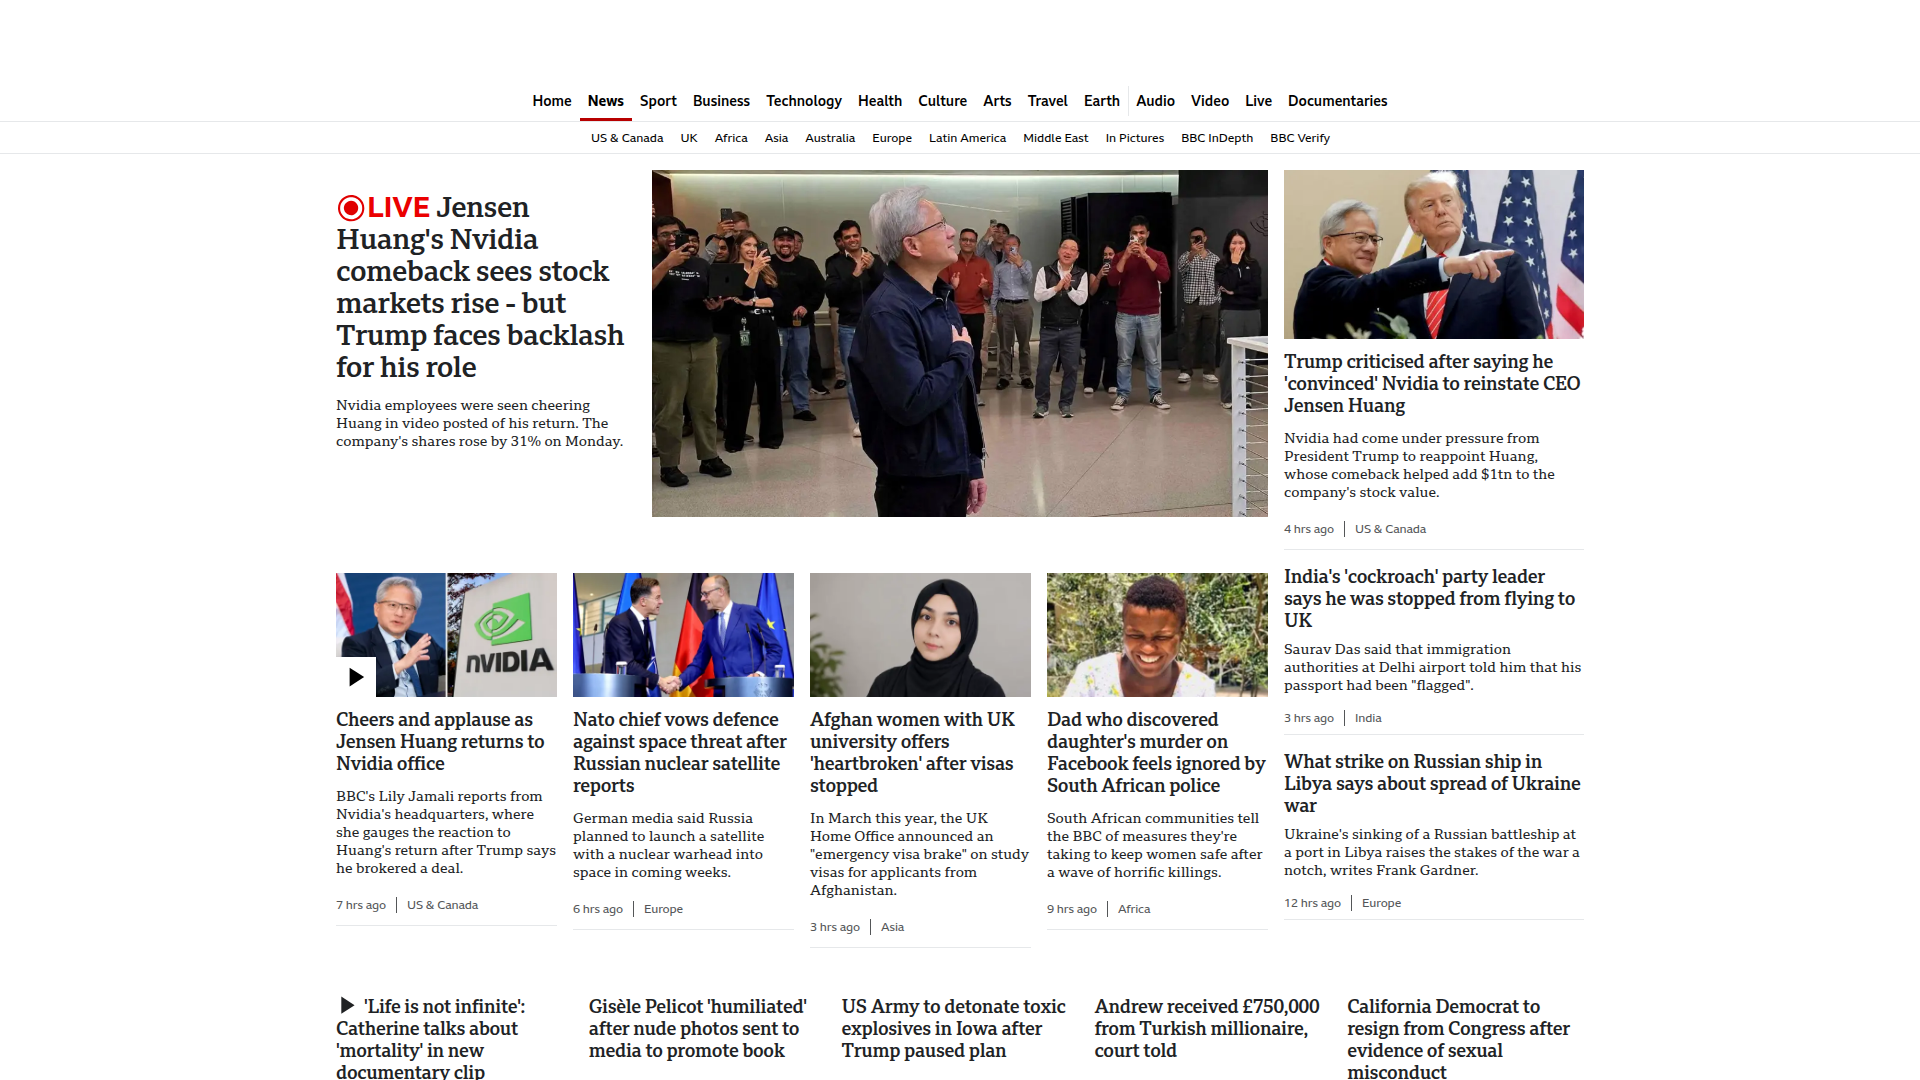 Home News Sport Business Technology Health Culture Arts Travel Earth Audio Video Live Documentaries
US & Canada UK Africa Asia Australia Europe Latin America Middle East In Pictures BBC InDepth BBC Verify
LIVE Jensen
Huang's Nvidia
comeback sees stock
markets rise - but
Trump faces backlash
for his role
Nvidia employees were seen cheering
Huang in video posted of his return. The
company's shares rose by 31% on Monday.
Trump criticised after saying he
'convinced' Nvidia to reinstate CEO
Jensen Huang
Nvidia had come under pressure from
President Trump to reappoint Huang,
whose comeback helped add $1tn to the
company's stock value.
4 hrs ago US & Canada
India's 'cockroach' party leader
says he was stopped from flying to
UK
Saurav Das said that immigration
authorities at Delhi airport told him that his
passport had been "flagged".
3 hrs ago India
What strike on Russian ship in
Libya says about spread of Ukraine
war
Ukraine's sinking of a Russian battleship at
a port in Libya raises the stakes of the war a
notch, writes Frank Gardner.
12 hrs ago Europe
nVIDIA
Cheers and applause as
Jensen Huang returns to
Nvidia office
BBC's Lily Jamali reports from
Nvidia's headquarters, where
she gauges the reaction to
Huang's return after Trump says
he brokered a deal.
7 hrs ago US & Canada
Nato chief vows defence
against space threat after
Russian nuclear satellite
reports
German media said Russia
planned to launch a satellite
with a nuclear warhead into
space in coming weeks.
6 hrs ago Europe
Afghan women with UK
university offers
'heartbroken' after visas
stopped
In March this year, the UK
Home Office announced an
"emergency visa brake" on study
visas for applicants from
Afghanistan.
3 hrs ago Asia
Dad who discovered
daughter's murder on
Facebook feels ignored by
South African police
South African communities tell
the BBC of measures they're
taking to keep women safe after
a wave of horrific killings.
9 hrs ago Africa
'Life is not infinite':
Catherine talks about
'mortality' in new
documentary clip
Gisèle Pelicot 'humiliated'
after nude photos sent to
media to promote book
US Army to detonate toxic
explosives in Iowa after
Trump paused plan
Andrew received £750,000
from Turkish millionaire,
court told
California Democrat to
resign from Congress after
evidence of sexual
misconduct